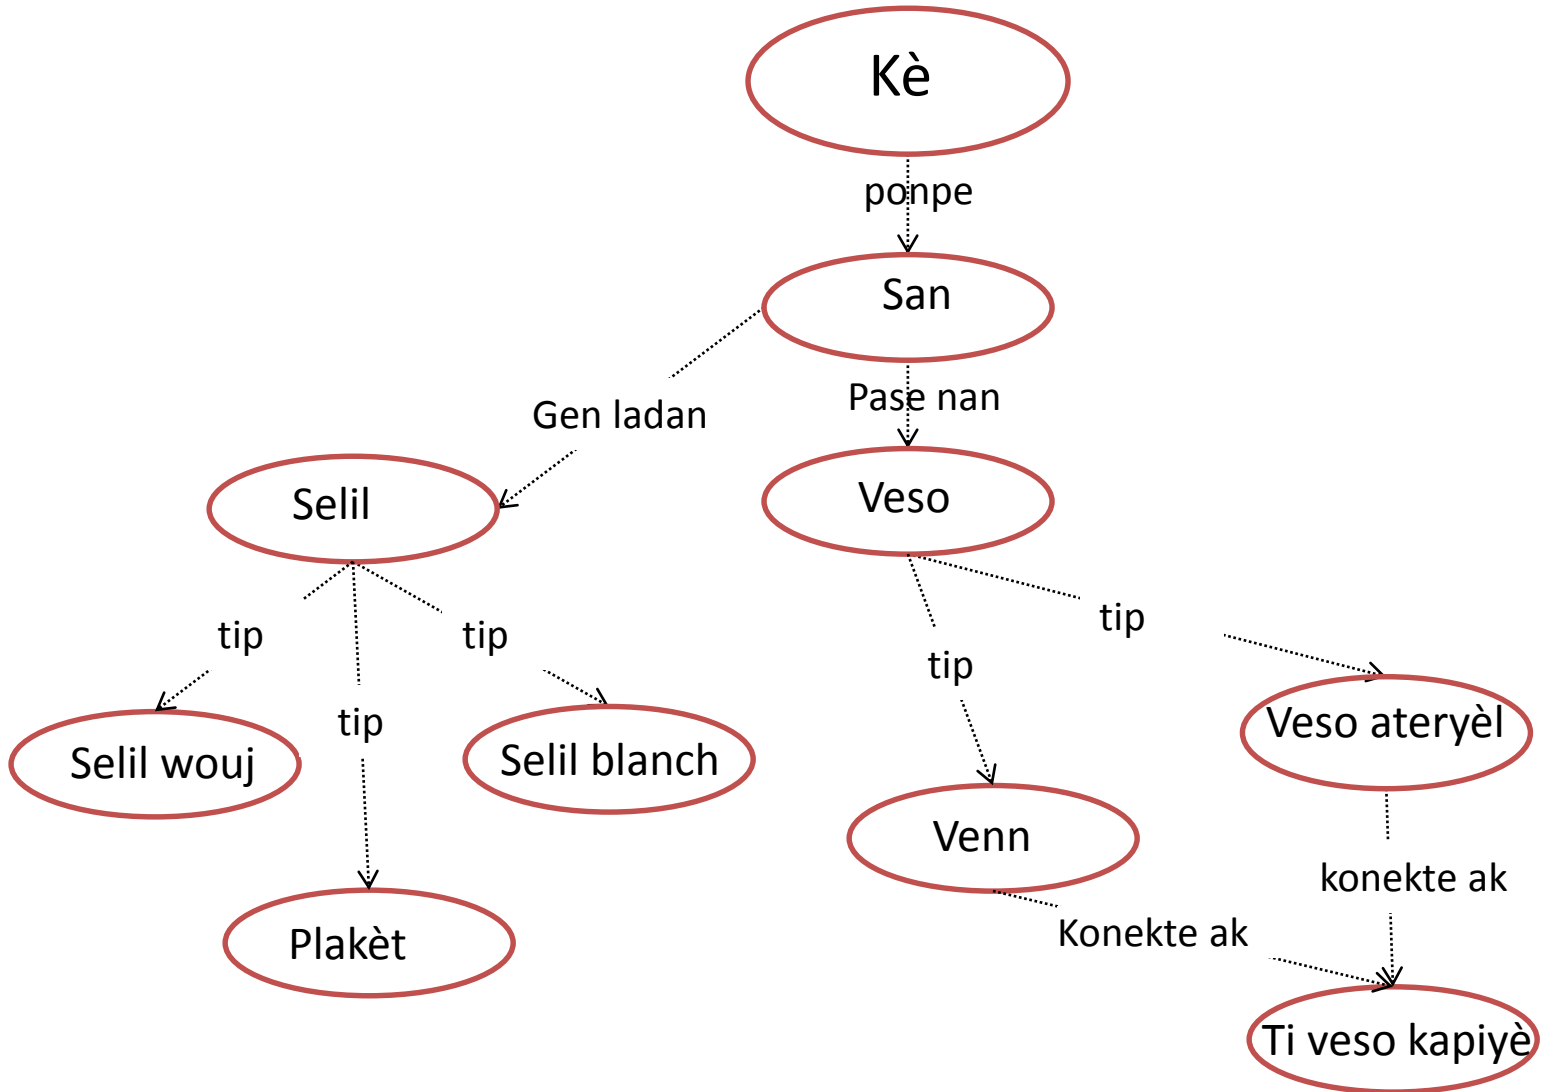 Kè
ponpe
San
Gen ladan
Pase nan
Selil
Veso
tip
tip
tip
tip
tip
Selil wouj
Selil blanch
Plakèt
Venn
Veso ateryèl
Konekte ak
konekte ak
Ti veso kapiyè